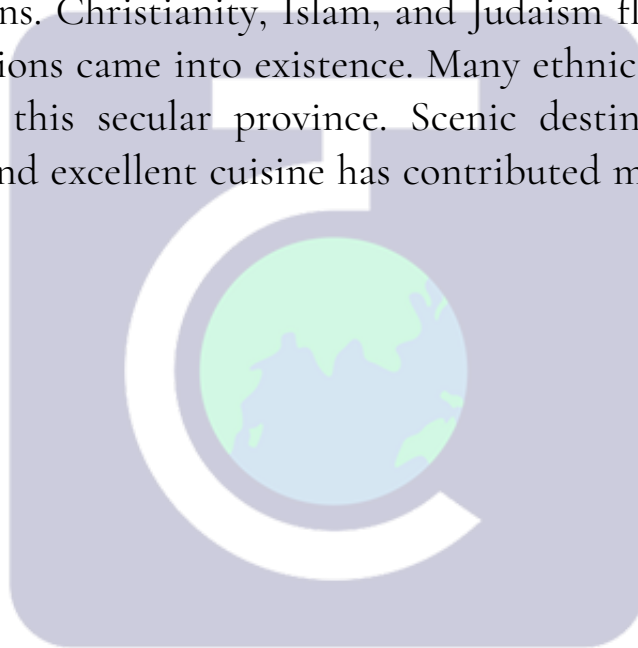 ns. Christianity, Islam, and Judaism fl
ions came into existence. Many ethnic
this secular province. Scenic destin
nd excellent cuisine has contributed m